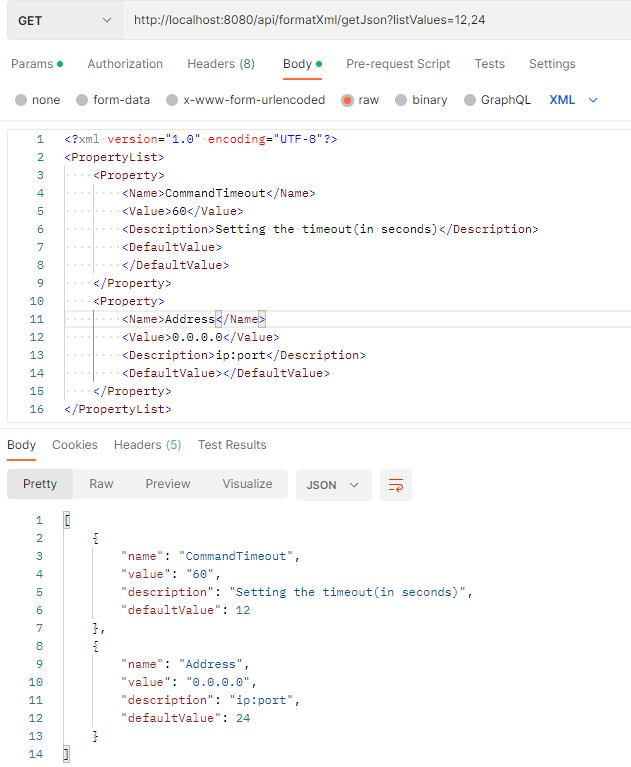 GET http://localhost:8080/api/formatXml/getJson?listValues=12,24
Params Authorization Headers (8) Body Pre-request Script Tests Settings
none form-data x-www-form-urlencoded raw binary GraphQL XML
1 <?xml version="1.0" encoding="UTF-8"?>
2 <PropertyList>
3 <Property>
4 <Name>CommandTimeout</Name>
5 <Value>60</Value>
6 <Description>Setting the timeout(in seconds)</Description>
7 <DefaultValue>
8 </DefaultValue>
9 </Property>
10 <Property>
11 <Name>Address</Name>
12 <Value>0.0.0.0</Value>
13 <Description>ip:port</Description>
14 <DefaultValue></DefaultValue>
15 </Property>
16 </PropertyList>
Body Cookies Headers (5) Test Results
Pretty Raw Preview Visualize JSON
1 [
2 {
3 "name": "CommandTimeout",
4 "value": "60",
5 "description": "Setting the timeout(in seconds)",
6 "defaultValue": 12
7 },
8 {
9 "name": "Address",
10 "value": "0.0.0.0",
11 "description": "ip:port",
12 "defaultValue": 24
13 }
14 ]